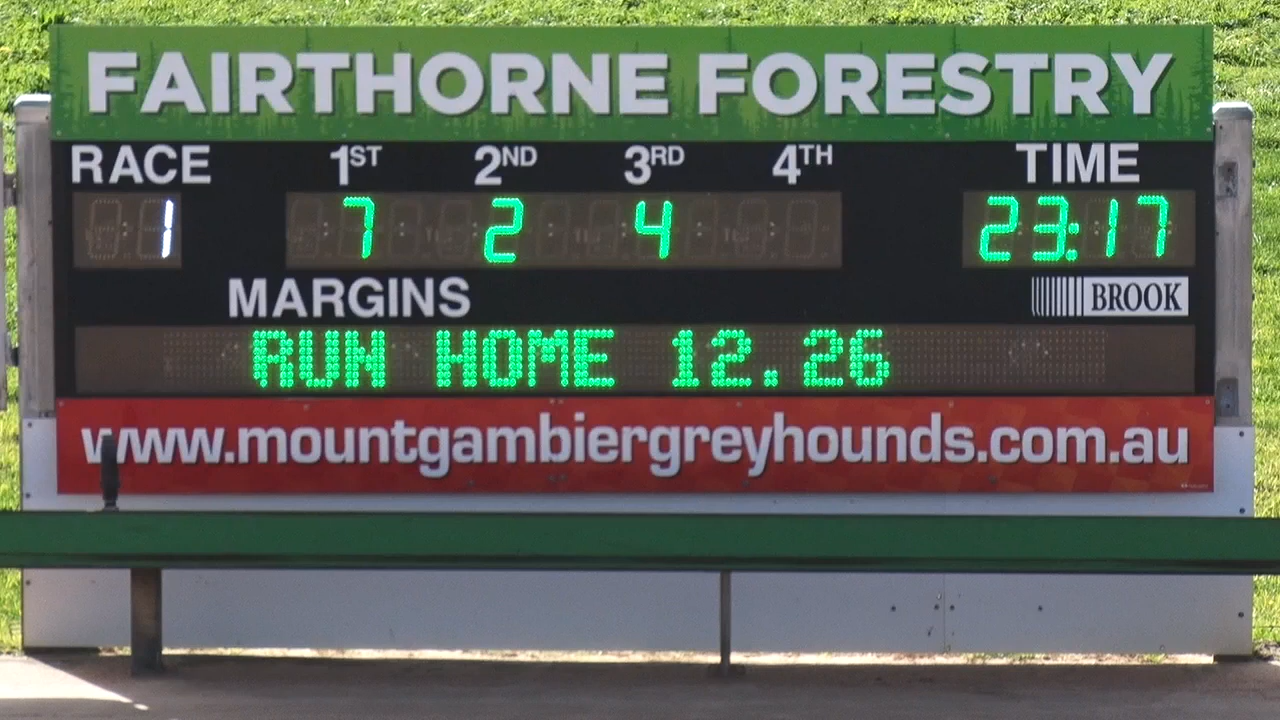 FAIRTHORNE FORESTRY
RACE 1ST 2ND 3RD 4TH TIME
1 7 2 4 23:17
MARGINS BROOK
RUN HOME 12.26
www.mountgambiergreyhounds.com.au